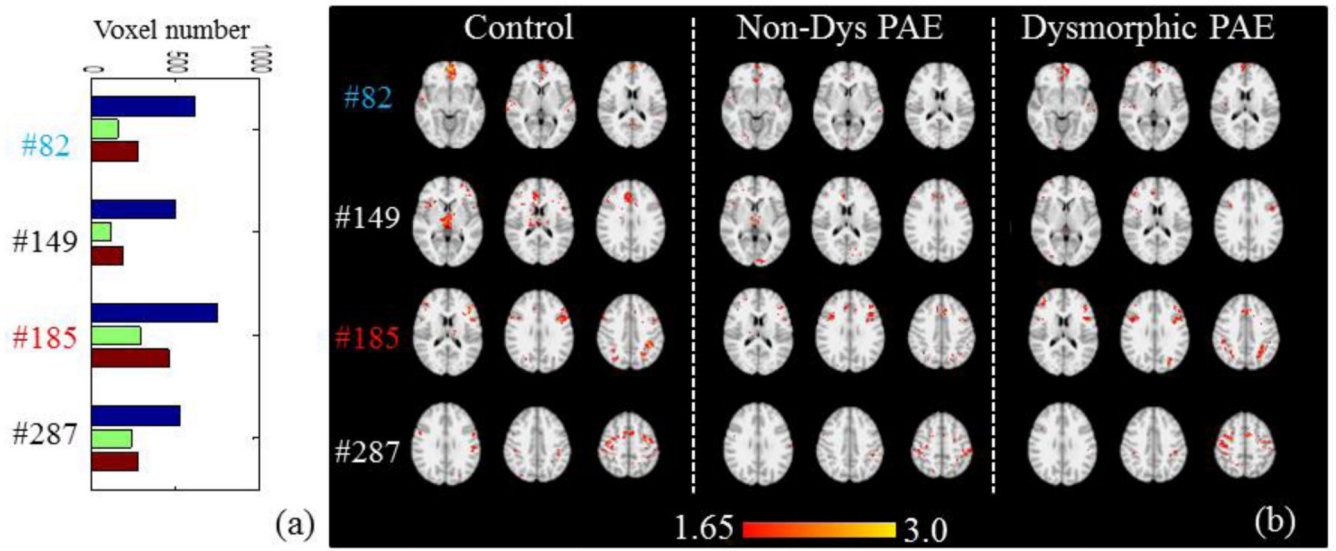 Voxel number
0 500 1000
#82
#149
#185
#287
(a)
Control Non-Dys PAE Dysmorphic PAE
#82
#149
#185
#287
1.65 3.0
(b)